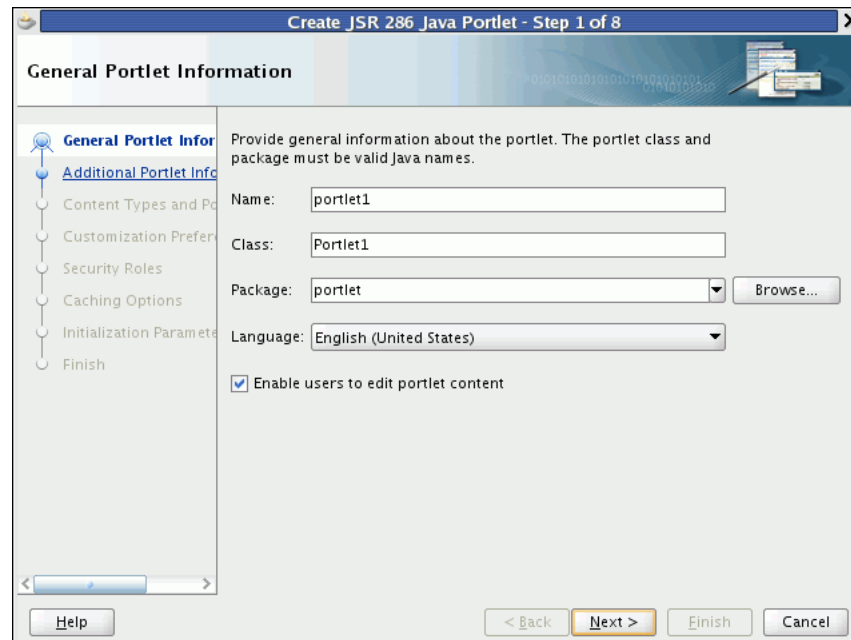 Create JSR 286 Java Portlet - Step 1 of 8
General Portlet Information
General Portlet Infor
Additional Portlet Info
Content Types and Po
Customization Prefere
Security Roles
Caching Options
Initialization Paramete
Finish
Provide general information about the portlet. The portlet class and
package must be valid Java names.
Name: portlet1
Class: Portlet1
Package: portlet Browse...
Language: English (United States)
Enable users to edit portlet content
Help < Back Next > Finish Cancel